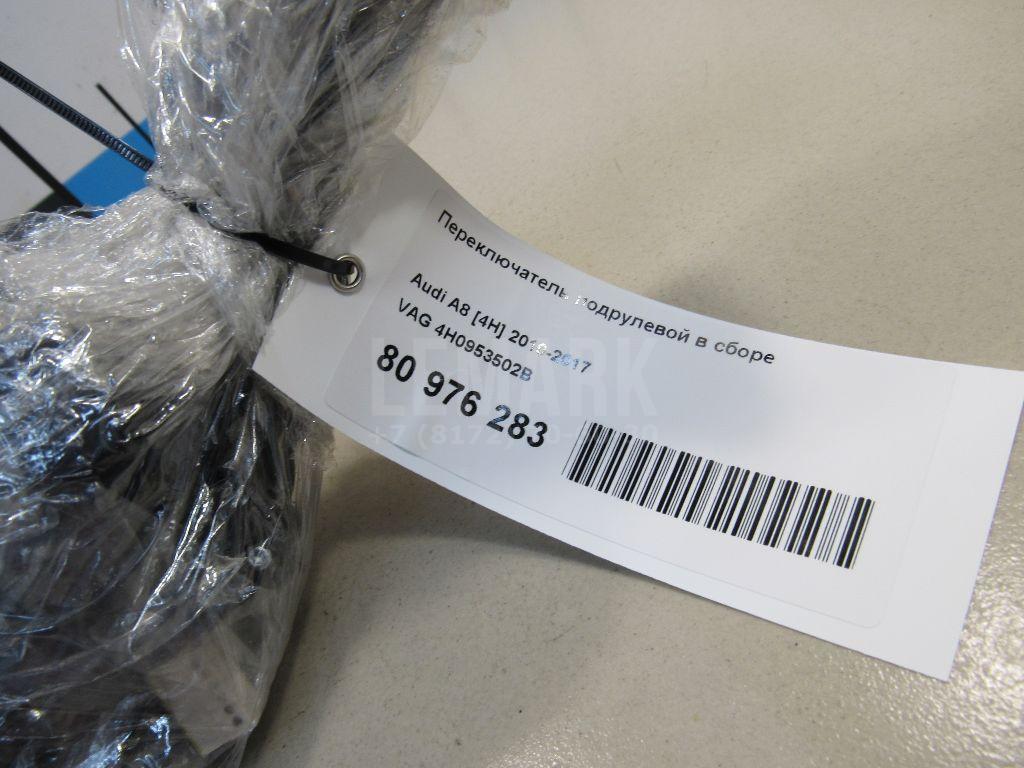 Переключатель подрулевой в сборе
Audi A8 [4H] 2010-2017
VAG 4H0953502B
80 976 283
LEMARK